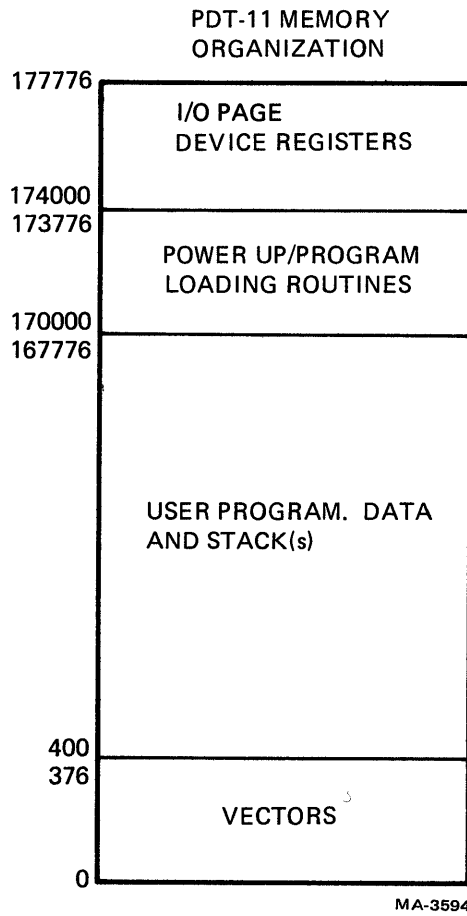 PDT-11 MEMORY
ORGANIZATION
177776
I/O PAGE
DEVICE REGISTERS
174000
173776
POWER UP/PROGRAM
LOADING ROUTINES
170000
167776
USER PROGRAM. DATA
AND STACK(s)
400
376
VECTORS
0
MA-3594